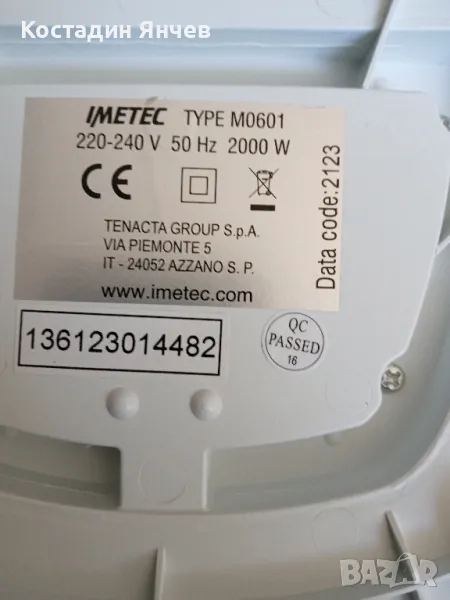 Костадин Янчев
IMETEC TYPE M0601
220-240 V 50 Hz 2000 W
CE
TENACTA GROUP S.p.A.
VIA PIEMONTE 5
IT - 24052 AZZANO S. P.
www.imetec.com
Data code:2123
136123014482
QC
PASSED
16
BAZAR